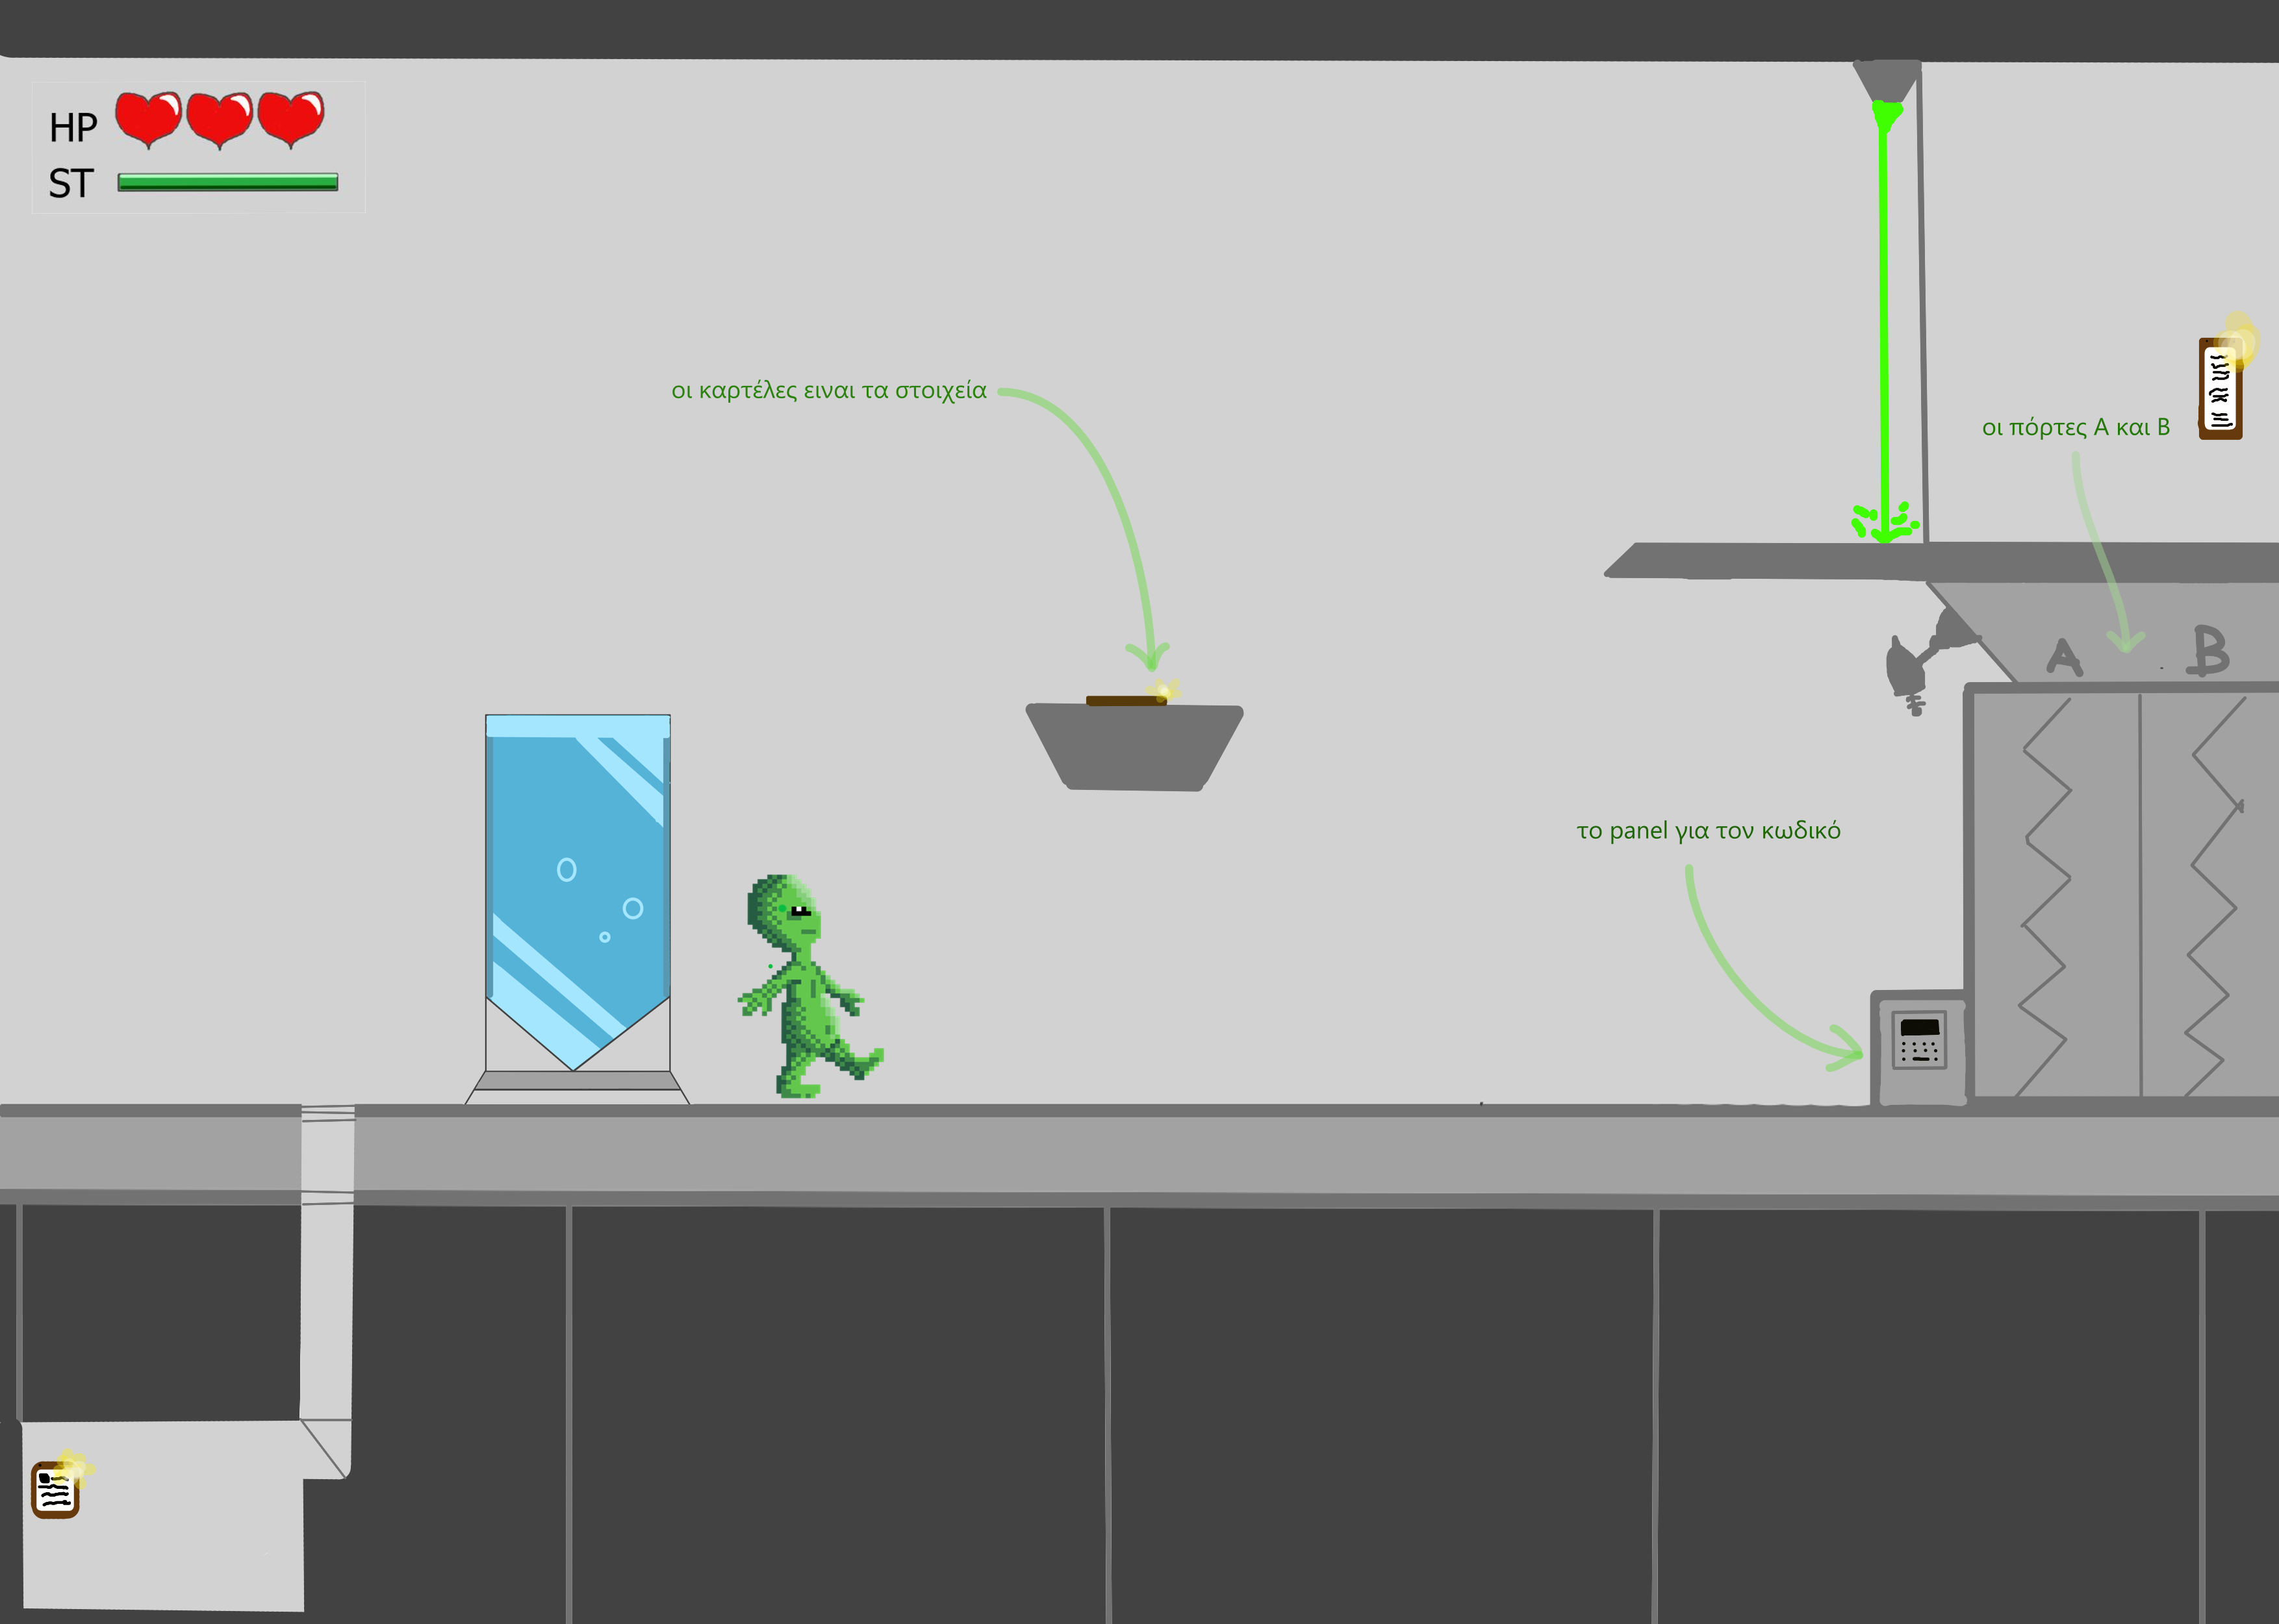 HP
ST
οι καρτέλες ειναι τα στοιχεία
οι πόρτες Α και Β
A B
το panel για τον κωδικό